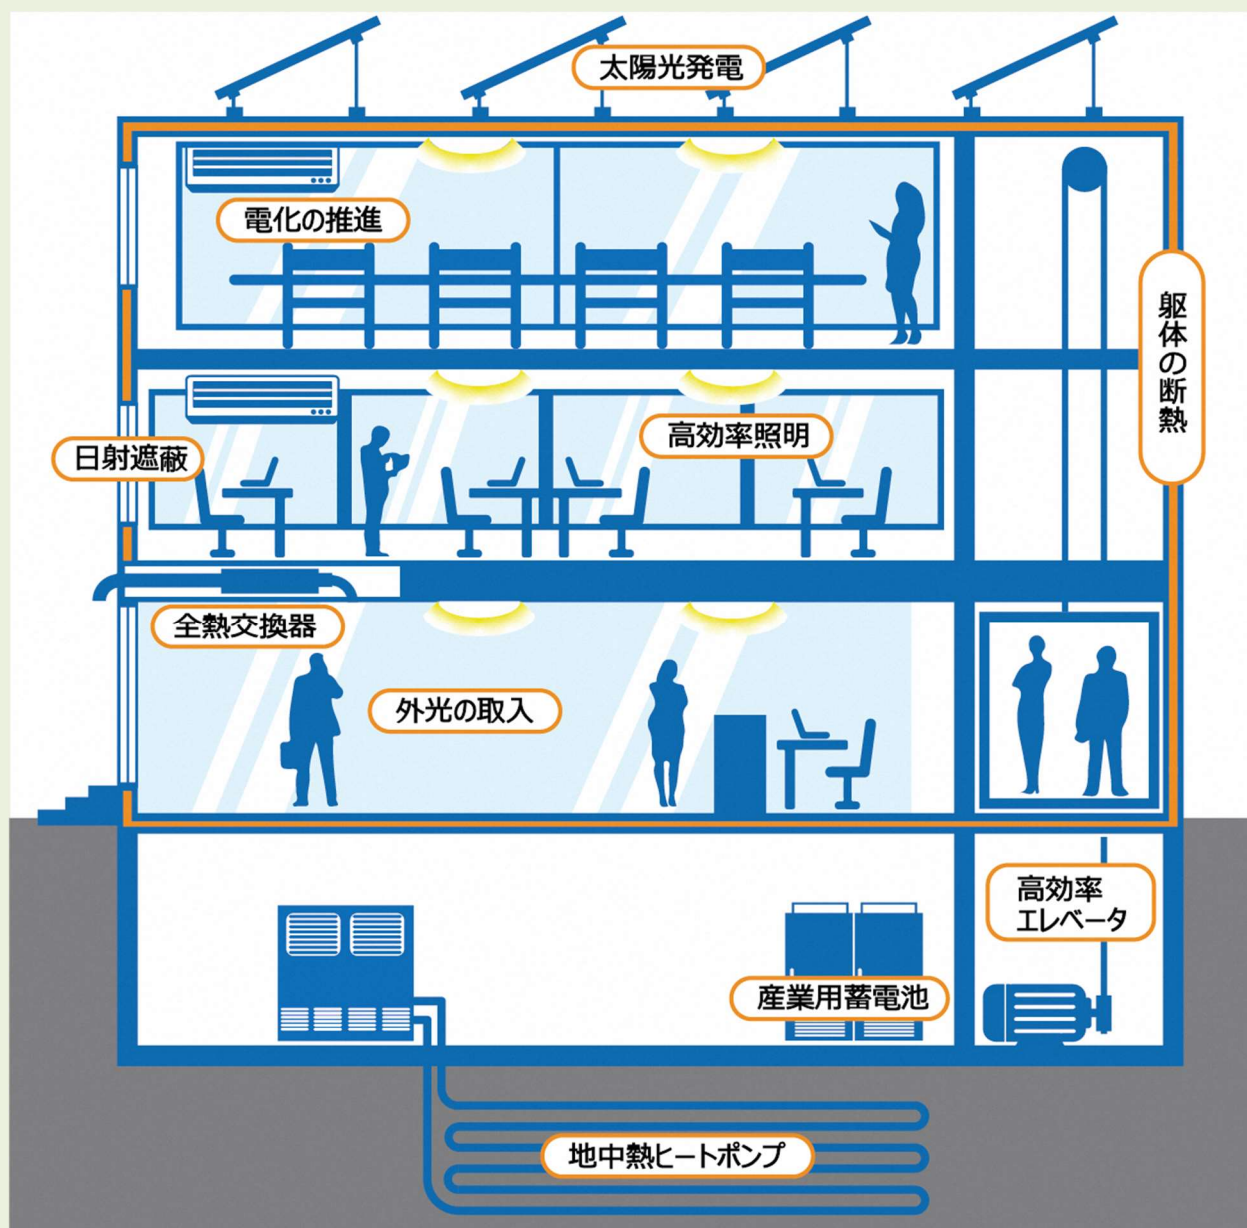 太陽光発電
電化の推進
躯体の断熱
高効率照明
日射遮蔽
全熱交換器
外光の取入
高効率
エレベータ
産業用蓄電池
地中熱ヒートポンプ